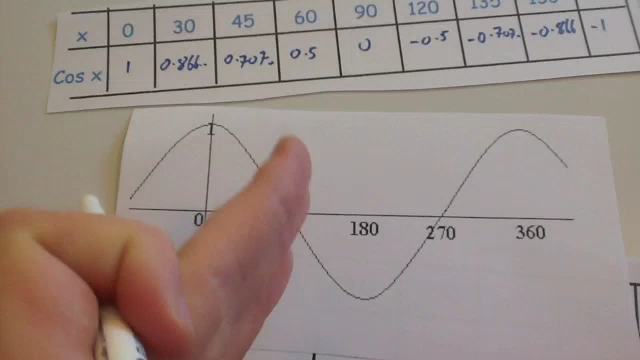 x 0 30 45 60 90 120 135
Cos x 1 0.866. 0.707. 0.5 0 -0.5 -0.707. -0.866 -1
1
0 180 270 360